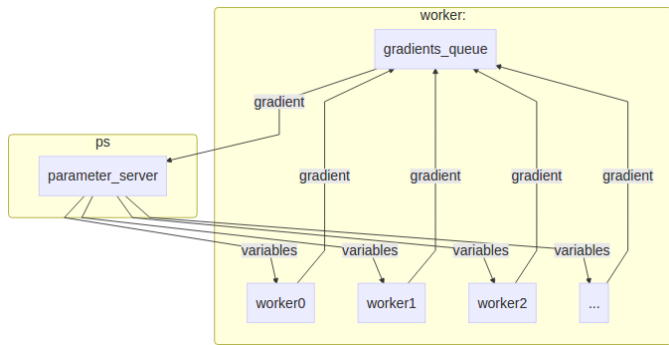 worker:
gradients_queue
gradient
ps
parameter_server
gradient
gradient
gradient
gradient
variables
variables
variables
variables
worker0
worker1
worker2
...